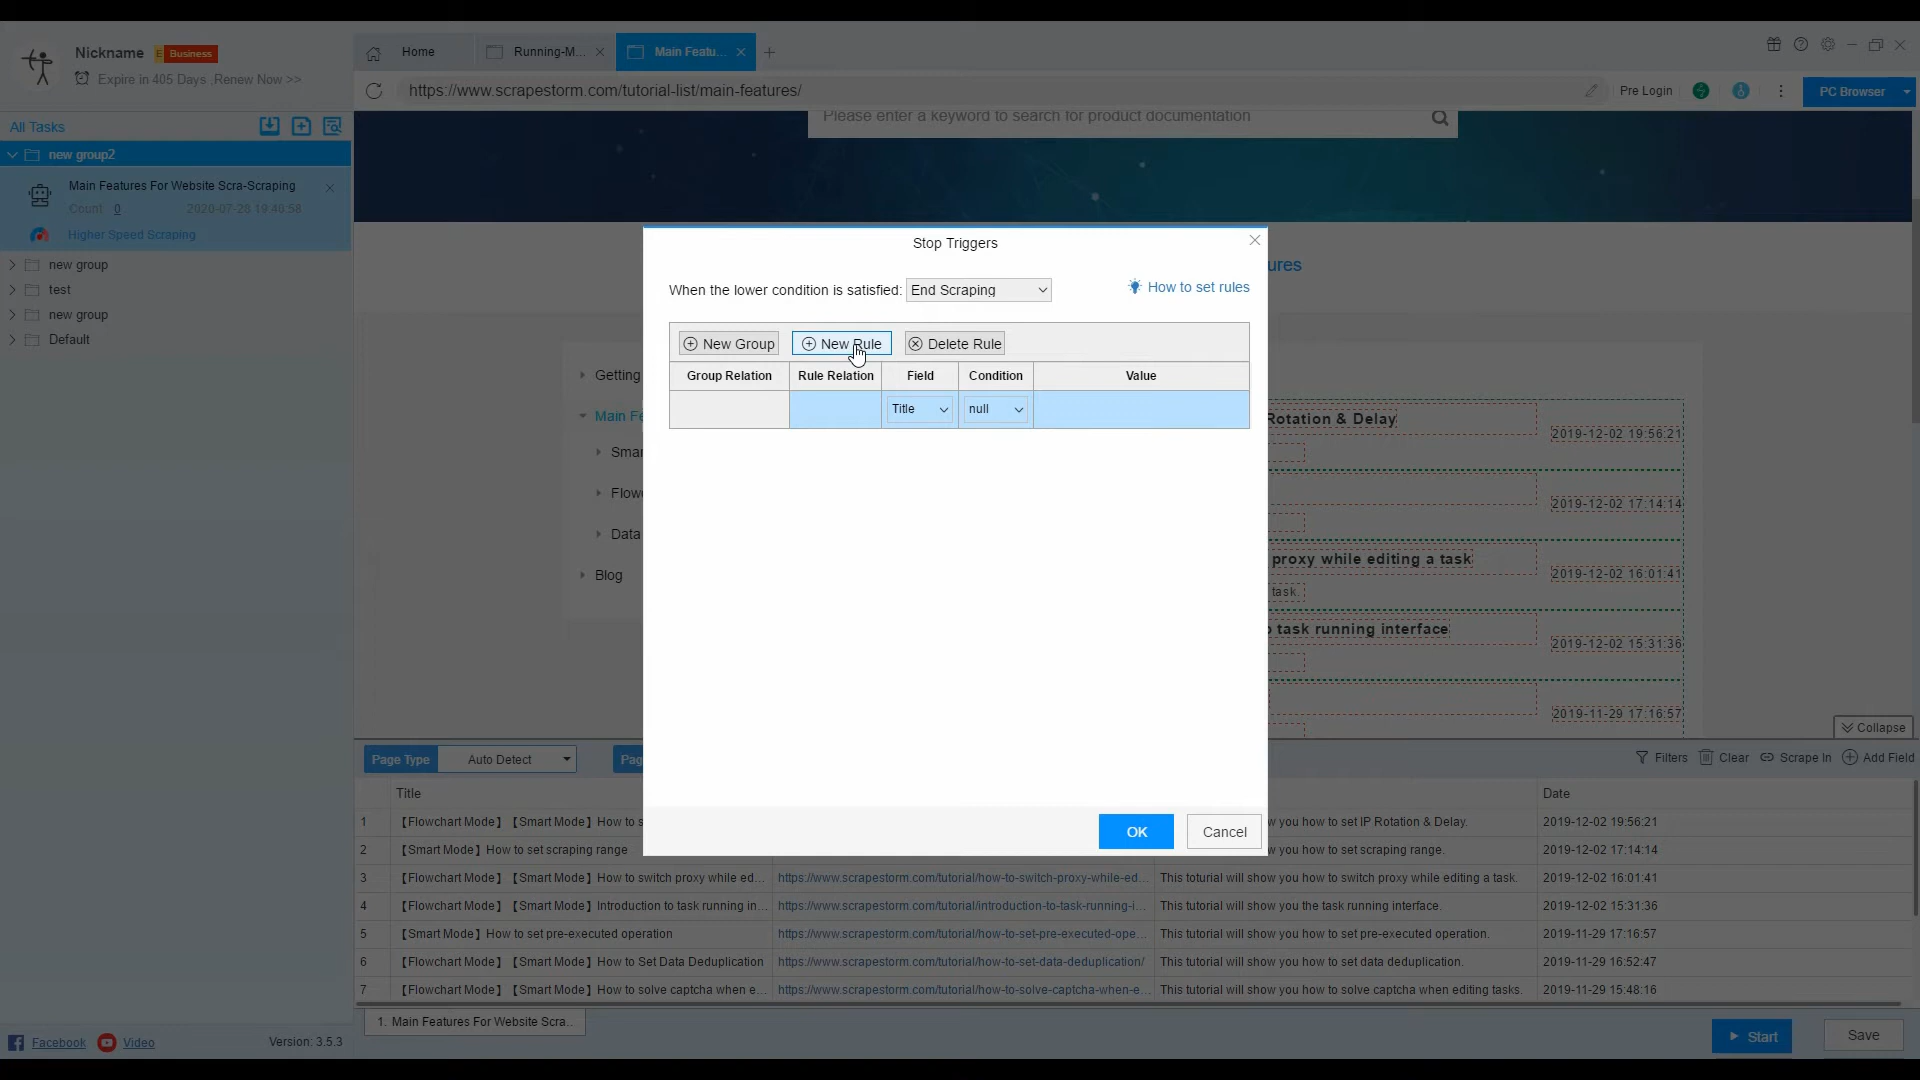 Nickname E Business
Expire in 405 Days ,Renew Now >>
Home
Running-M...
Main Featu...
https://www.scrapestorm.com/tutorial-list/main-features/
Pre Login
PC Browser
Please enter a keyword to search for product documentation
All Tasks
new group2
Main Features For Website Scra-Scraping
Count 0 2020-07-28 19:46:58
Higher Speed Scraping
new group
test
new group
Default
ures
Getting
Main Fe
Smar
Flow
Data
Blog
Rotation & Delay
2019-12-02 19:56:21
2019-12-02 17:14:14
proxy while editing a task
2019-12-02 16:01:41
task.
task running interface
2019-12-02 15:31:36
2019-11-29 17:16:57
Collapse
Stop Triggers
When the lower condition is satisfied: End Scraping
How to set rules
New Group New Rule Delete Rule
Group Relation Rule Relation Field Condition Value
Title null
OK Cancel
Page Type Auto Detect Pag
Filters Clear Scrape In Add Field
Title Date
1 【Flowchart Mode】【Smart Mode】How to s w you how to set IP Rotation & Delay. 2019-12-02 19:56:21
2 【Smart Mode】How to set scraping range w you how to set scraping range. 2019-12-02 17:14:14
3 【Flowchart Mode】【Smart Mode】How to switch proxy while ed... https://www.scrapestorm.com/tutorial/how-to-switch-proxy-while-ed... This toturial will show you how to switch proxy while editing a task. 2019-12-02 16:01:41
4 【Flowchart Mode】【Smart Mode】Introduction to task running in... https://www.scrapestorm.com/tutorial/introduction-to-task-running-i... This tutorial will show you the task running interface. 2019-12-02 15:31:36
5 【Smart Mode】How to set pre-executed operation https://www.scrapestorm.com/tutorial/how-to-set-pre-executed-ope... This tutorial will show you how to set pre-executed operation. 2019-11-29 17:16:57
6 【Flowchart Mode】【Smart Mode】How to Set Data Deduplication https://www.scrapestorm.com/tutorial/how-to-set-data-deduplication/ This tutorial will show you how to set data deduplication. 2019-11-29 16:52:47
7 【Flowchart Mode】【Smart Mode】How to solve captcha when e... https://www.scrapestorm.com/tutorial/how-to-solve-captcha-when-e... This tutorial will show you how to solve captcha when editing tasks. 2019-11-29 15:48:16
1. Main Features For Website Scra..
Facebook Video Version: 3.5.3
Start Save